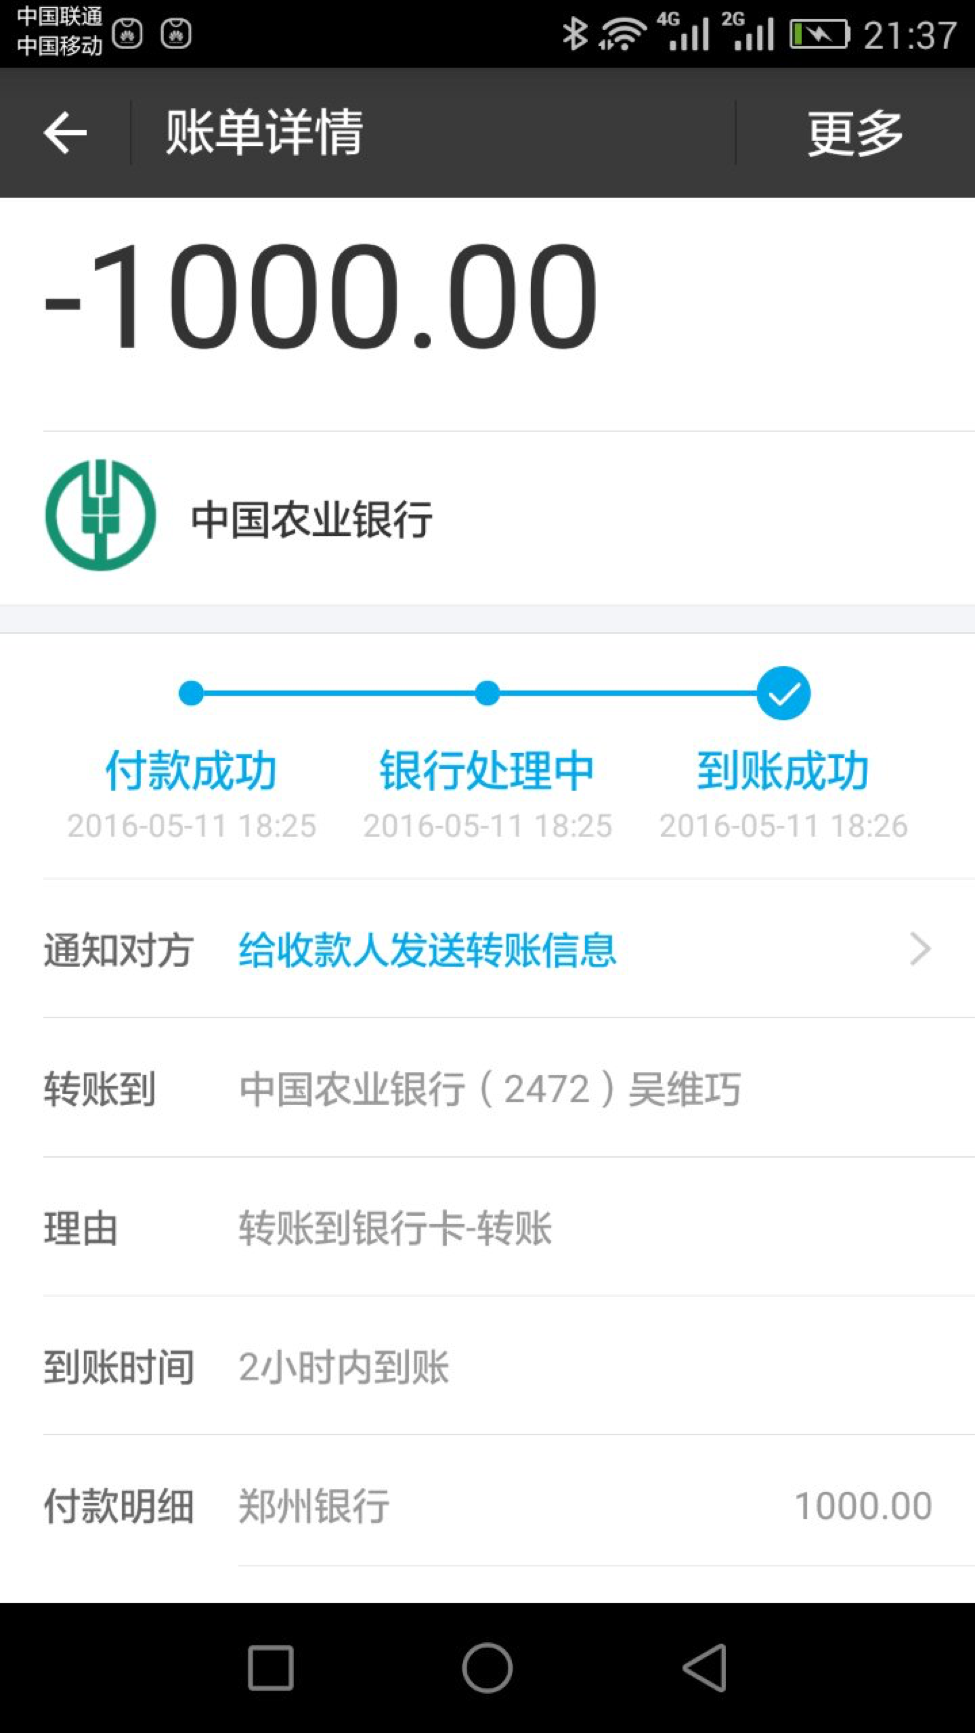 中国联通
中国移动
4G 2G 21:37
账单详情 更多
-1000.00
中国农业银行
付款成功 银行处理中 到账成功
2016-05-11 18:25 2016-05-11 18:25 2016-05-11 18:26
通知对方 给收款人发送转账信息
转账到 中国农业银行（2472）吴维巧
理由 转账到银行卡-转账
到账时间 2小时内到账
付款明细 郑州银行 1000.00